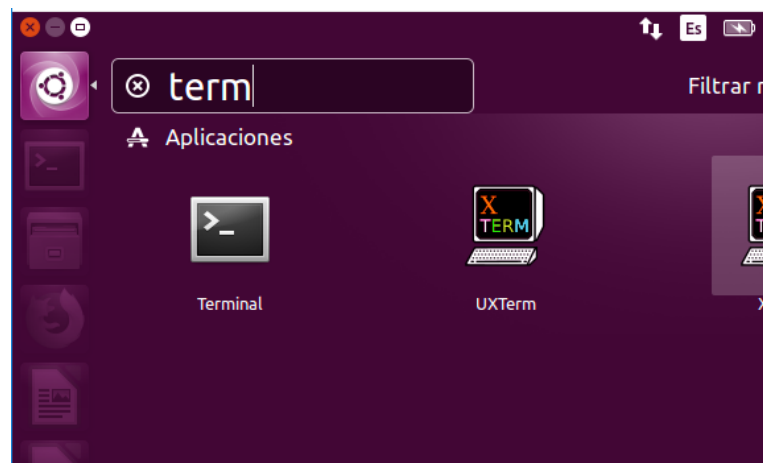 Es
term
Filtrar
Aplicaciones
>_
X
TERM
X
T
Terminal
UXTerm
X